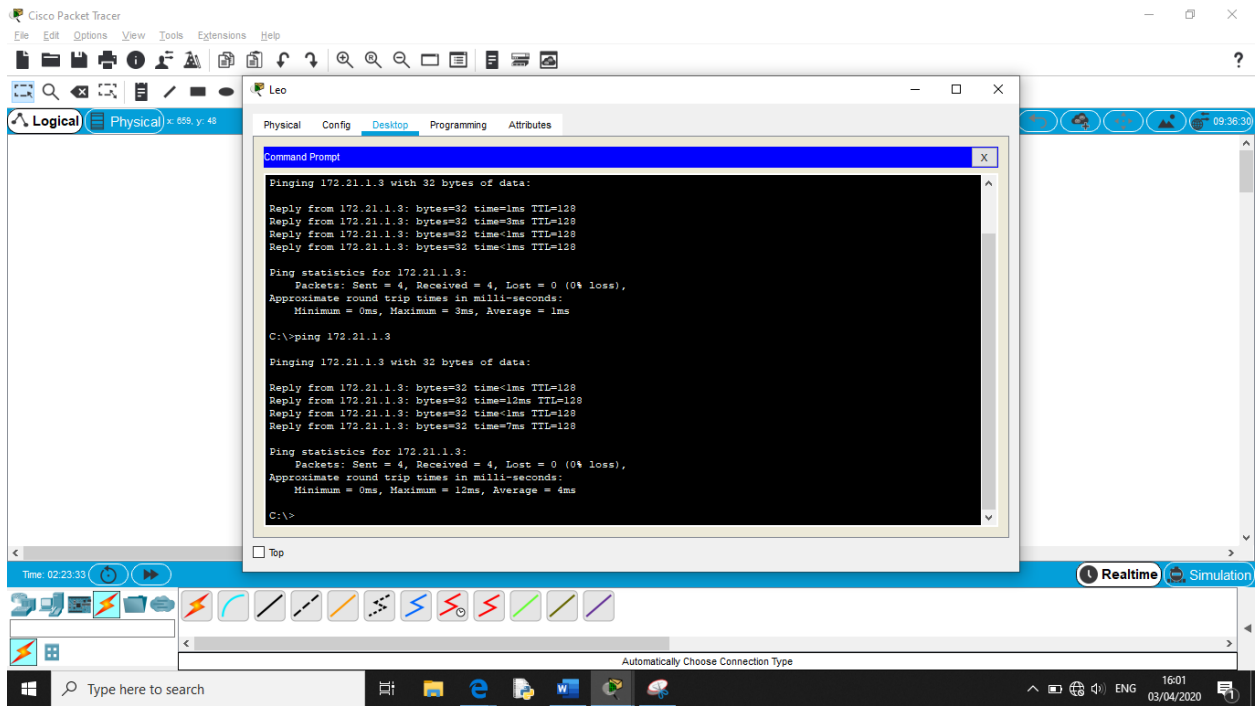 Cisco Packet Tracer
File Edit Options View Tools Extensions Help
?
Leo
Logical Physical x: 659, y: 48
09:36:30
Physical Config Desktop Programming Attributes
Command Prompt
X
Pinging 172.21.1.3 with 32 bytes of data:
Reply from 172.21.1.3: bytes=32 time=1ms TTL=128
Reply from 172.21.1.3: bytes=32 time=3ms TTL=128
Reply from 172.21.1.3: bytes=32 time<1ms TTL=128
Reply from 172.21.1.3: bytes=32 time<1ms TTL=128
Ping statistics for 172.21.1.3:
Packets: Sent = 4, Received = 4, Lost = 0 (0% loss),
Approximate round trip times in milli-seconds:
Minimum = 0ms, Maximum = 3ms, Average = 1ms
C:\>ping 172.21.1.3
Pinging 172.21.1.3 with 32 bytes of data:
Reply from 172.21.1.3: bytes=32 time<1ms TTL=128
Reply from 172.21.1.3: bytes=32 time=12ms TTL=128
Reply from 172.21.1.3: bytes=32 time<1ms TTL=128
Reply from 172.21.1.3: bytes=32 time=7ms TTL=128
Ping statistics for 172.21.1.3:
Packets: Sent = 4, Received = 4, Lost = 0 (0% loss),
Approximate round trip times in milli-seconds:
Minimum = 0ms, Maximum = 12ms, Average = 4ms
C:\>
Top
Time: 02:23:33
Realtime Simulation
Automatically Choose Connection Type
Type here to search
ENG
16:01
03/04/2020